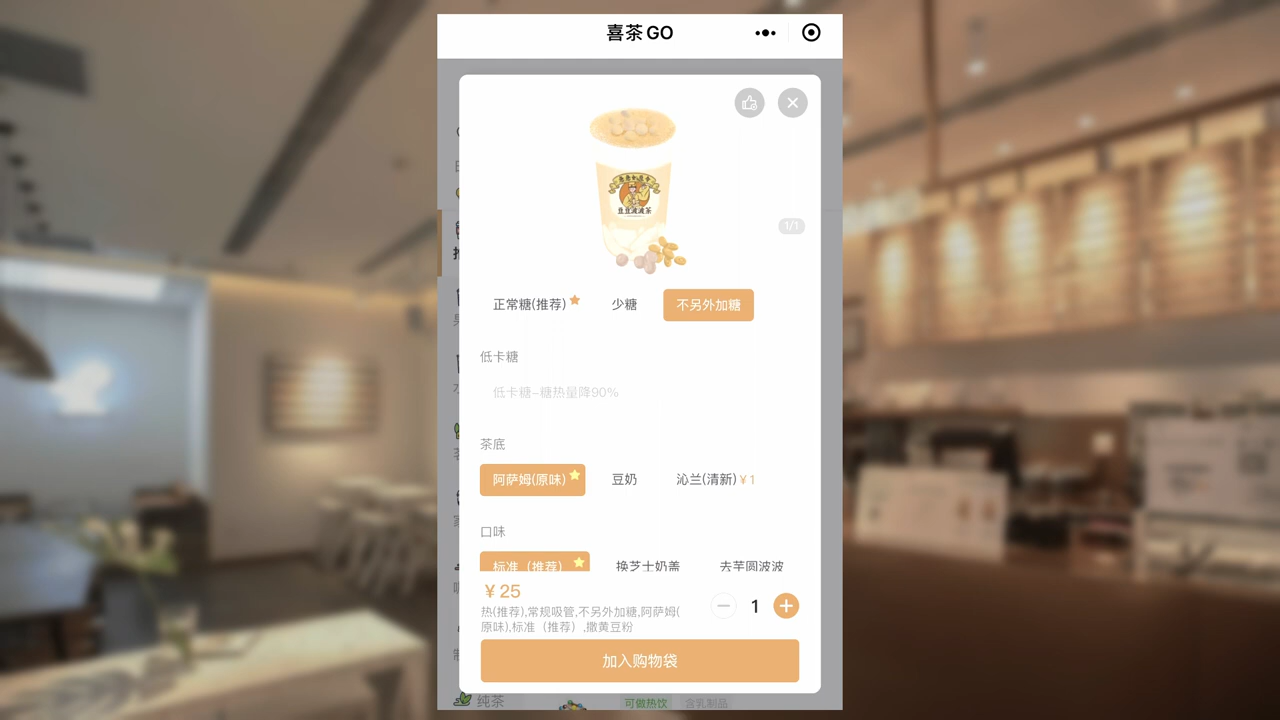 喜茶GO
1/1
豆豆波波茶
正常糖(推荐)
少糖
不另外加糖
低卡糖
低卡糖-糖热量降90%
茶底
阿萨姆(原味)
豆奶
沁兰(清新)¥1
口味
标准（推荐）
换芝士奶盖
去芋圆波波
¥25
热(推荐),常规吸管,不另外加糖,阿萨姆(
原味),标准（推荐）,撒黄豆粉
1
加入购物袋
纯茶
可做热饮
含乳制品